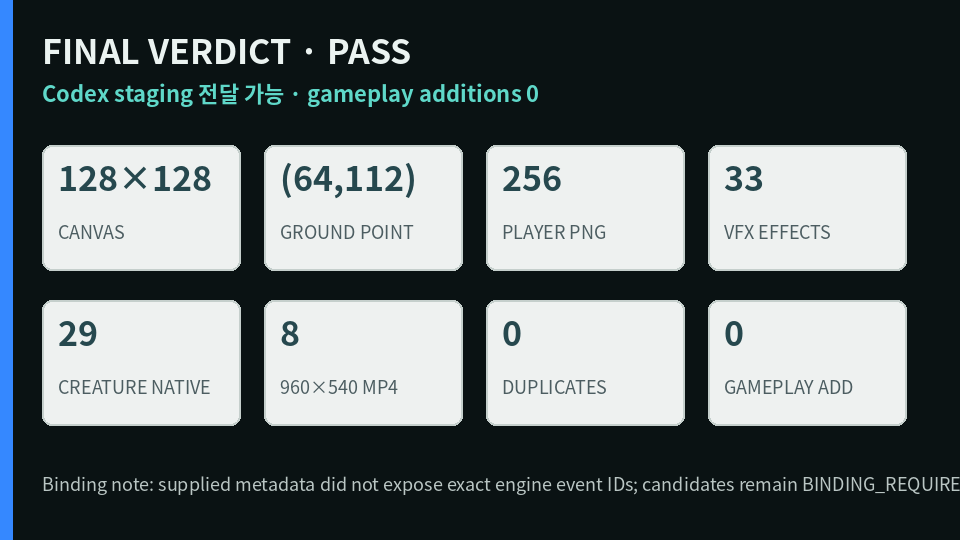 FINAL VERDICT · PASS
Codex staging 전달 가능 · gameplay additions 0
128×128
CANVAS
(64,112)
GROUND POINT
256
PLAYER PNG
33
VFX EFFECTS
29
CREATURE NATIVE
8
960×540 MP4
0
DUPLICATES
0
GAMEPLAY ADD
Binding note: supplied metadata did not expose exact engine event IDs; candidates remain BINDING_REQUIRE